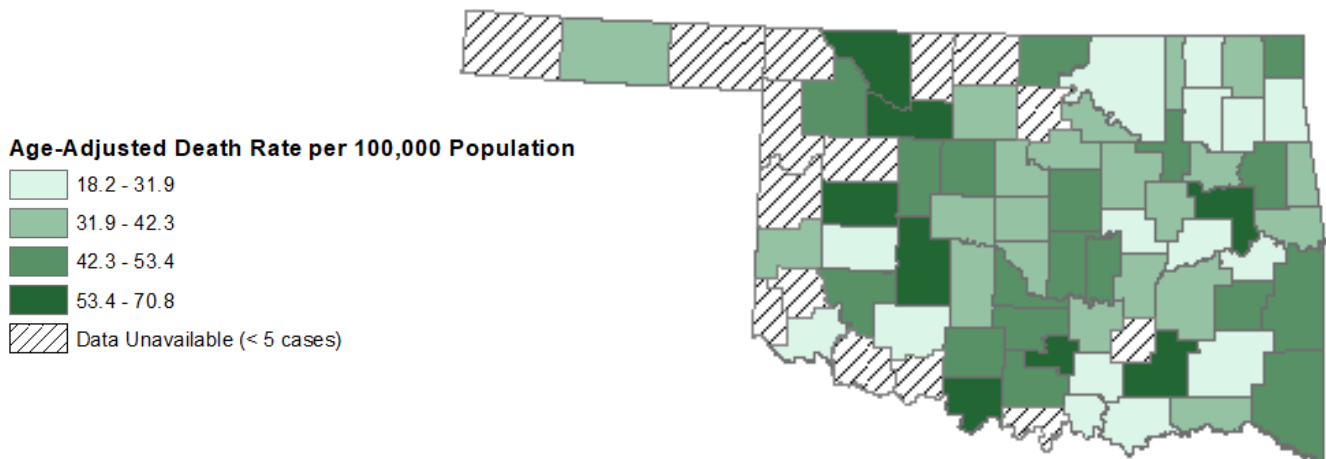 Age-Adjusted Death Rate per 100,000 Population
18.2 - 31.9
31.9 - 42.3
42.3 - 53.4
53.4 - 70.8
Data Unavailable (< 5 cases)